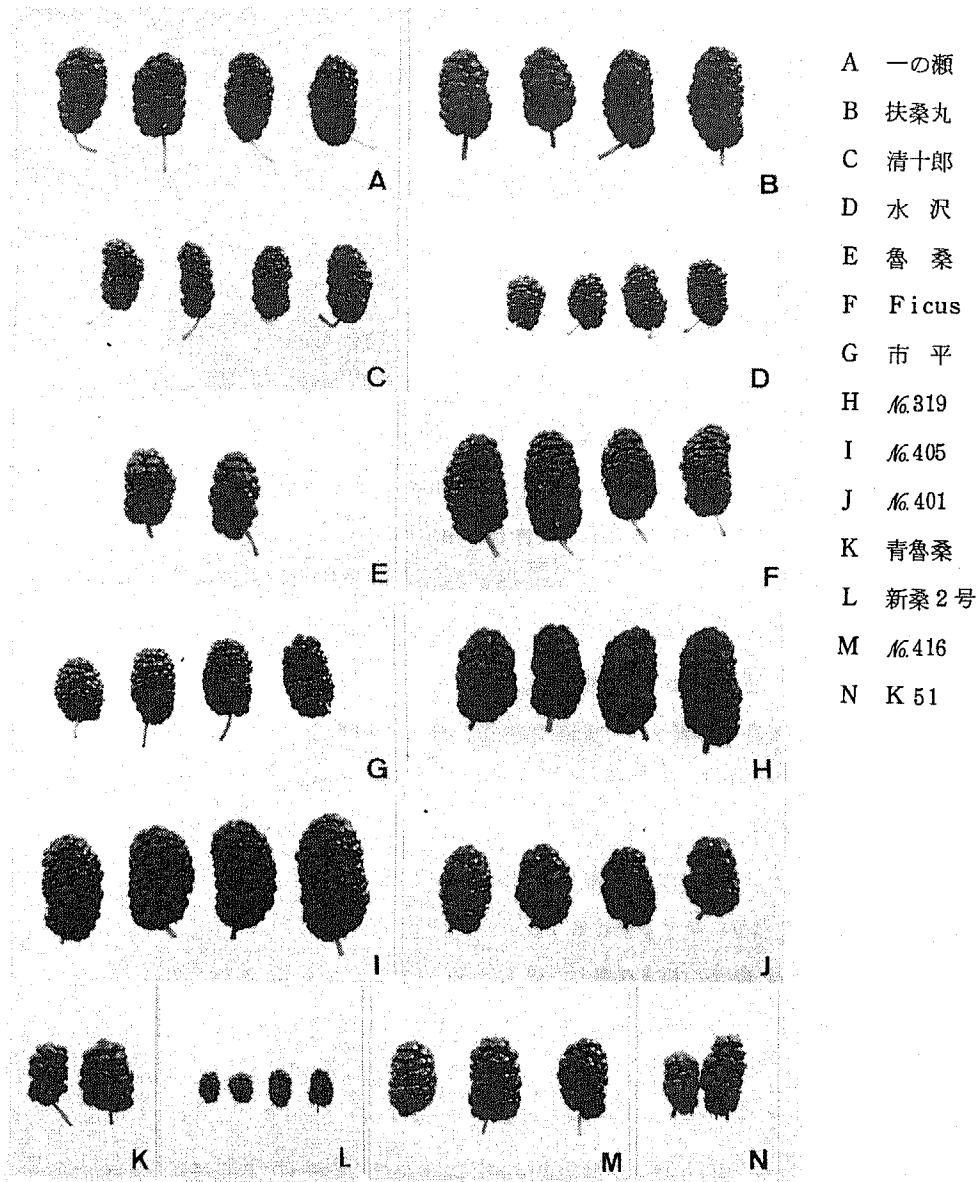 A 一の瀬
B 扶桑丸
C 清十郎
D 水 沢
E 魯 桑
F Ficus
G 市 平
H №319
I №405
J №401
K 青魯桑
L 新桑2号
M №416
N K 51
A
B
C
D
E
F
G
H
I
J
K
L
M
N